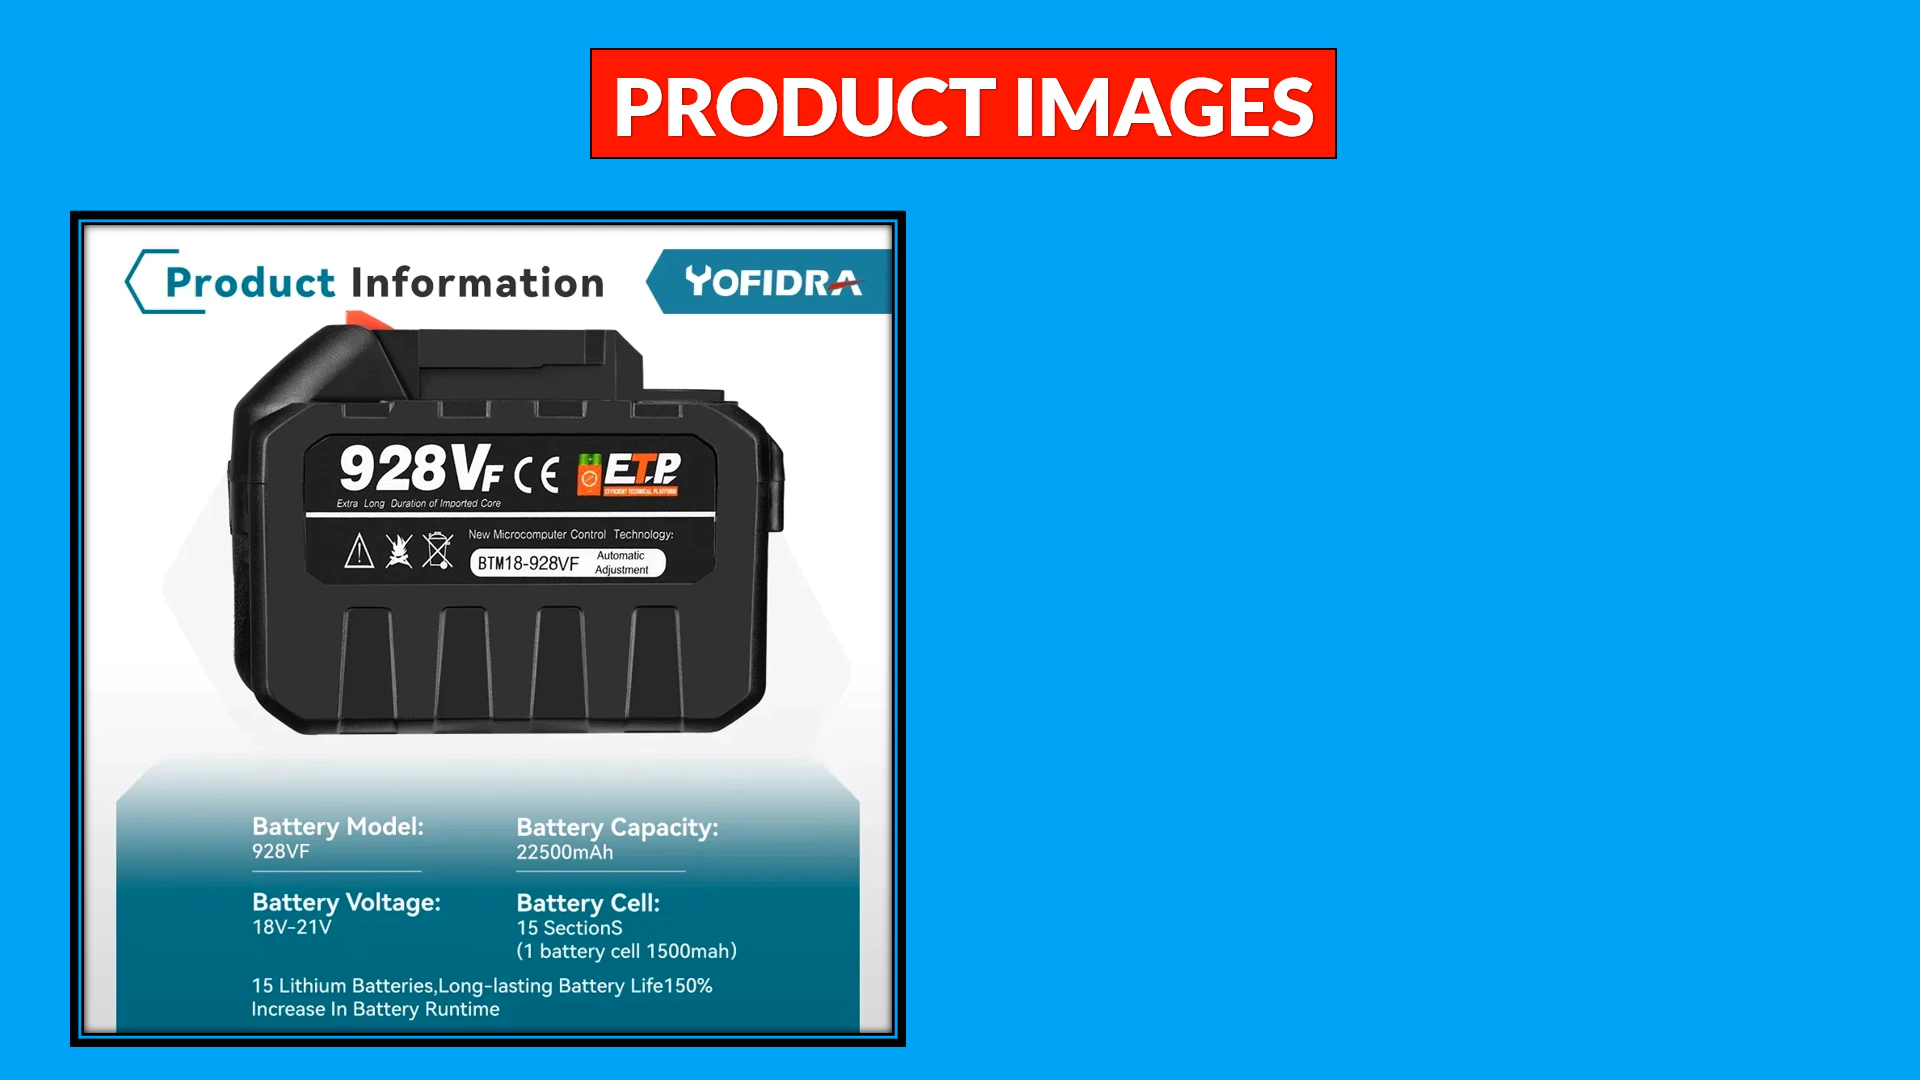 PRODUCT IMAGES
Product Information
YOFIDRA
928VF CE ETP
EFFICIENT TECHNICAL PLATFORM
Extra Long Duration of Imported Core
New Microcomputer Control Technology:
BTM18-928VF Automatic Adjustment
Battery Model:
928VF
Battery Capacity:
22500mAh
Battery Voltage:
18V-21V
Battery Cell:
15 SectionS
(1 battery cell 1500mah)
15 Lithium Batteries,Long-lasting Battery Life150%
Increase In Battery Runtime